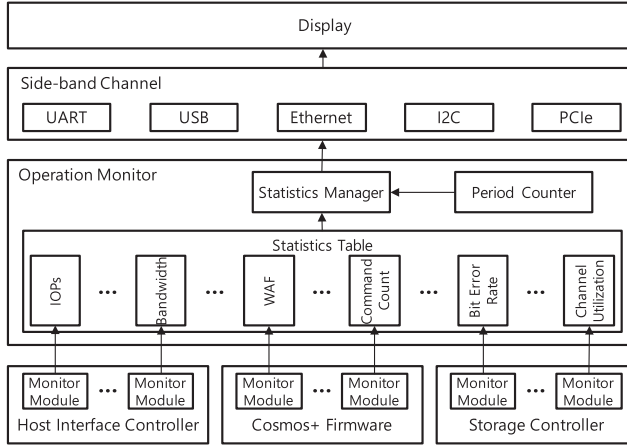 Display
Side-band Channel
UART
USB
Ethernet
I2C
PCIe
Operation Monitor
Statistics Manager
Period Counter
Statistics Table
IOPs
...
Bandwidth
...
WAF
...
Command
Count
...
Bit Error
Rate
...
Channel
Utilization
Monitor
Module
...
Monitor
Module
Host Interface Controller
Monitor
Module
...
Monitor
Module
Cosmos+ Firmware
Monitor
Module
...
Monitor
Module
Storage Controller